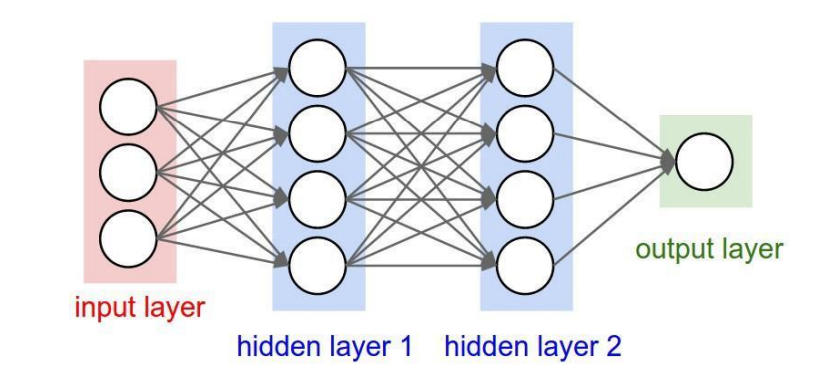 input layer
hidden layer 1
hidden layer 2
output layer